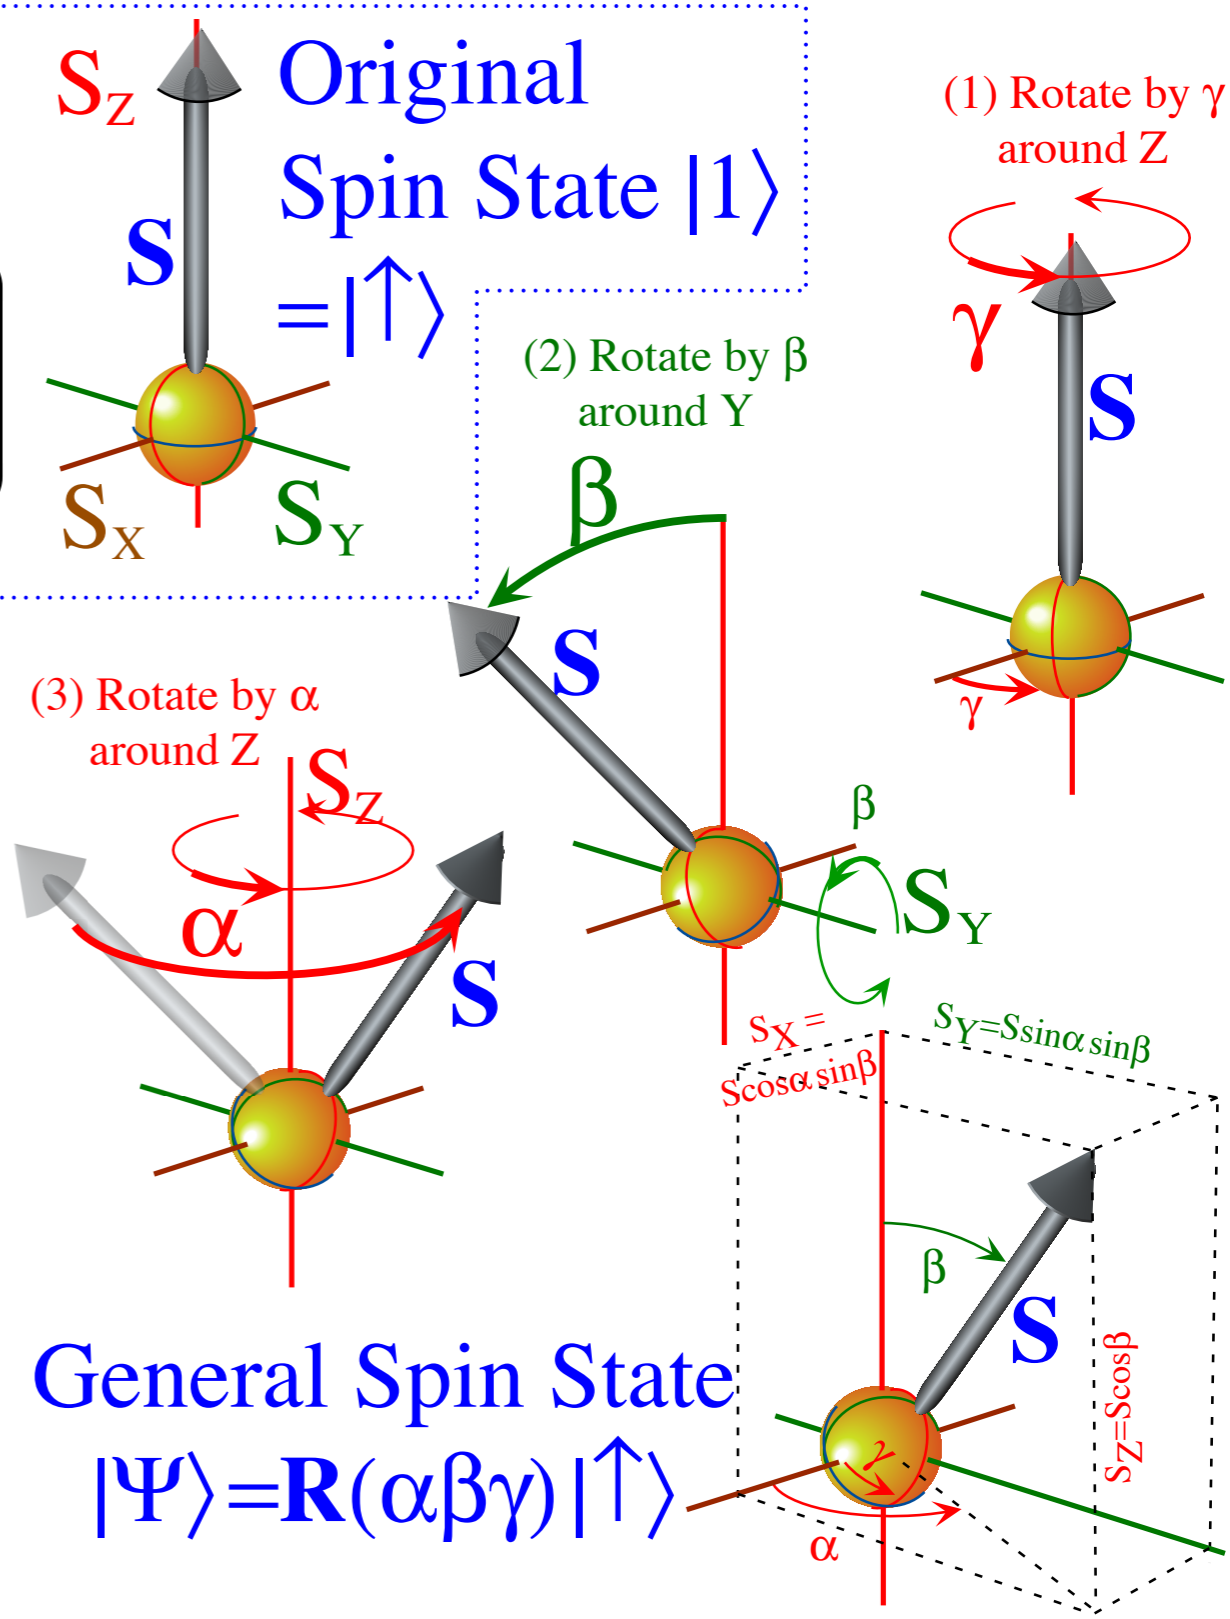 S_Z
Original
Spin State |1⟩
=|↑⟩
S
S_X
S_Y
(1) Rotate by γ
around Z
γ
S
γ
(2) Rotate by β
around Y
β
S
β
S_Y
(3) Rotate by α
around Z
S_Z
α
S
S_X =
Scosα sinβ
S_Y=Ssinα sinβ
β
S
S_Z=Scosβ
γ
α
General Spin State
|Ψ⟩=R(αβγ)|↑⟩